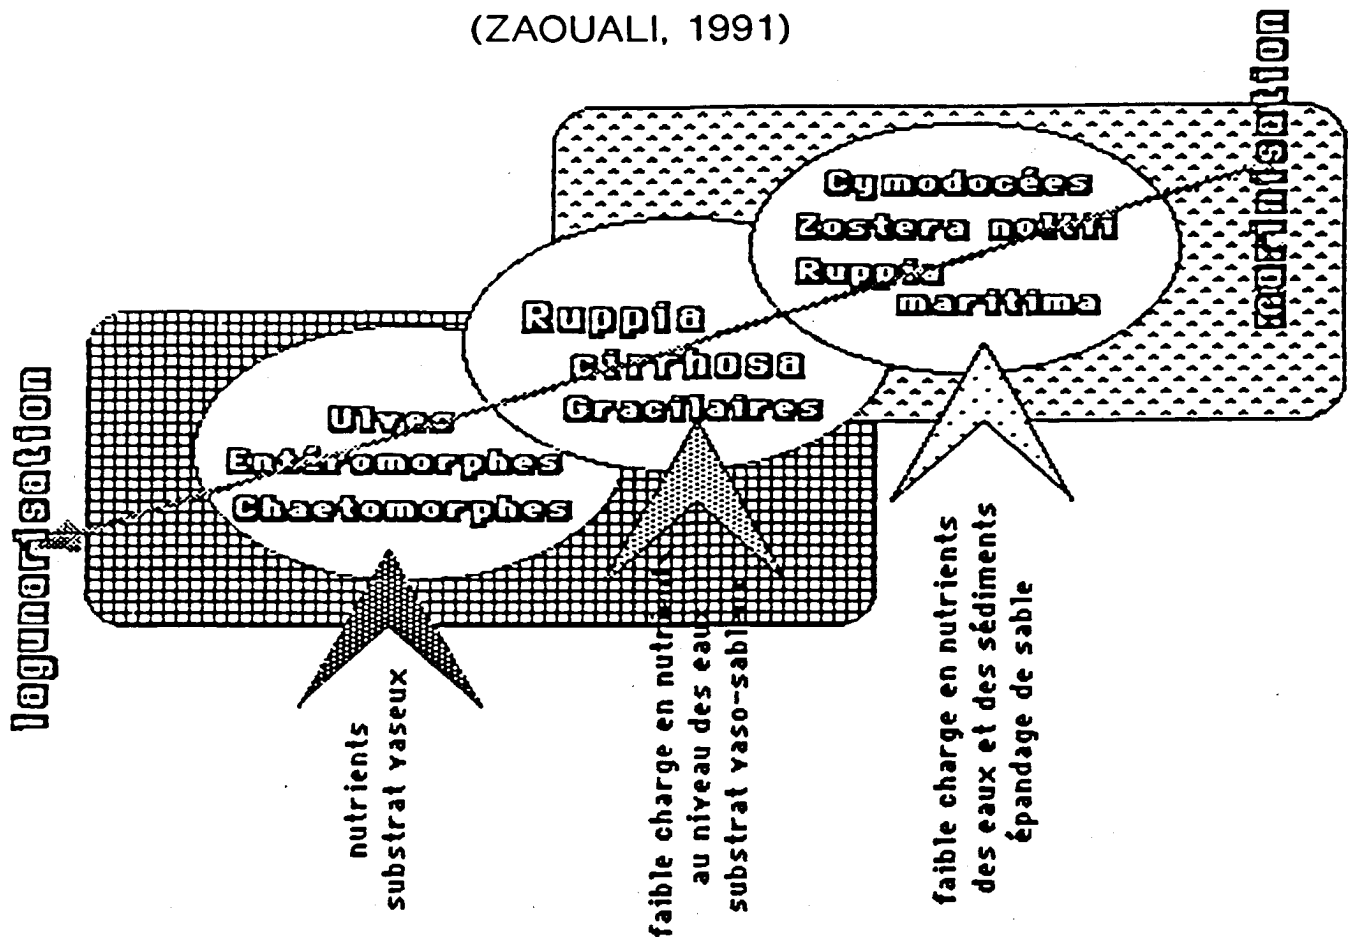 (ZAOUALI, 1991)
marinisation
Cymodocées
Zostera noltii
Ruppia
maritima
Ruppia
cirrhosa
Gracilaires
Ulves
Entéromorphes
Chaetomorphes
lagunarisation
nutrients
substrat vaseux
faible charge en nutrients
au niveau des eaux
substrat vaso-sableux
faible charge en nutrients
des eaux et des sédiments
épandage de sable